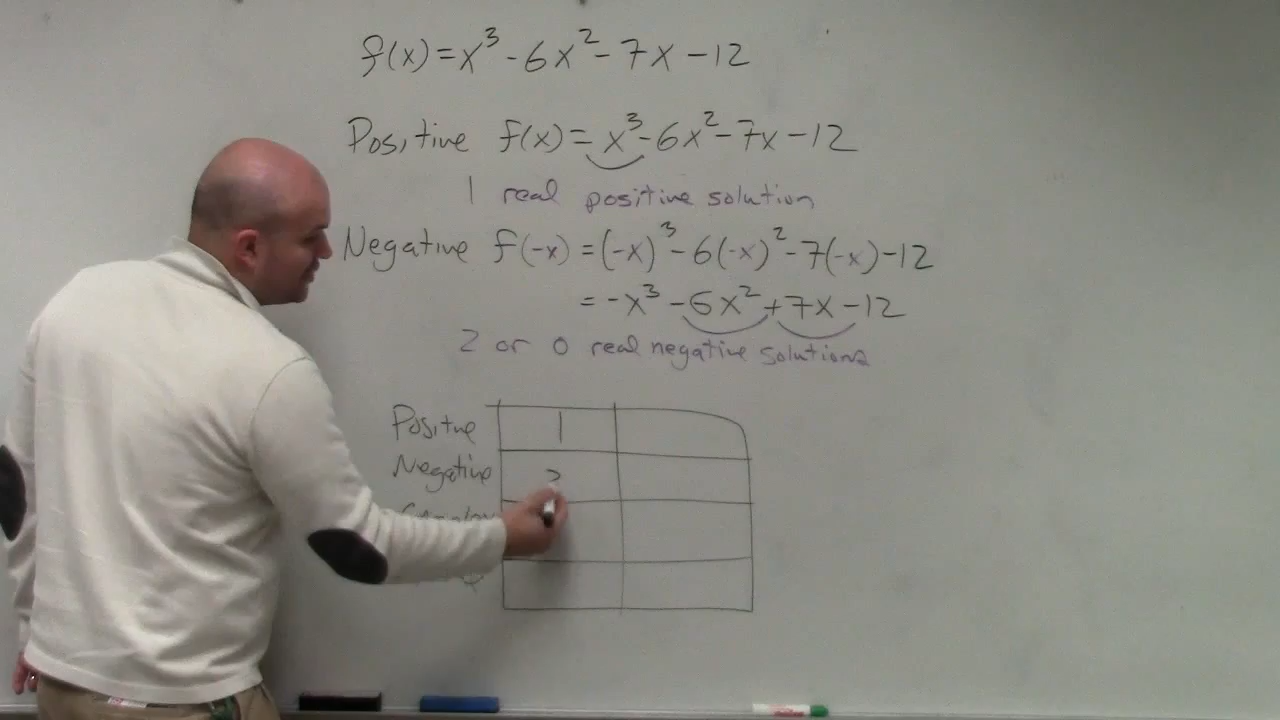 f(x)=x³-6x²-7x-12
Positive f(x)=x³-6x²-7x-12
1 real positive solution
Negative f(-x)=(-x)³-6(-x)²-7(-x)-12
=-x³-6x²+7x-12
2 or 0 real negative solutions
Positive 1
Negative